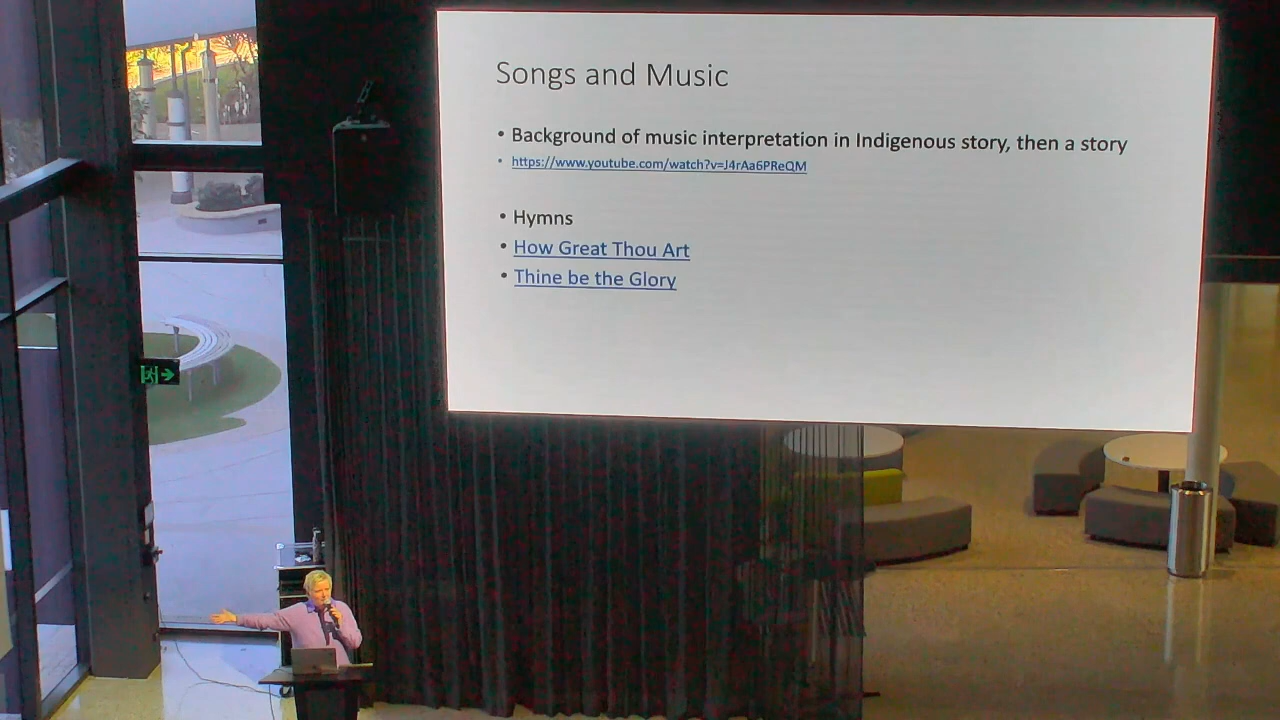 Songs and Music
• Background of music interpretation in Indigenous story, then a story
• https://www.youtube.com/watch?v=J4rAa6PReQM
• Hymns
• How Great Thou Art
• Thine be the Glory